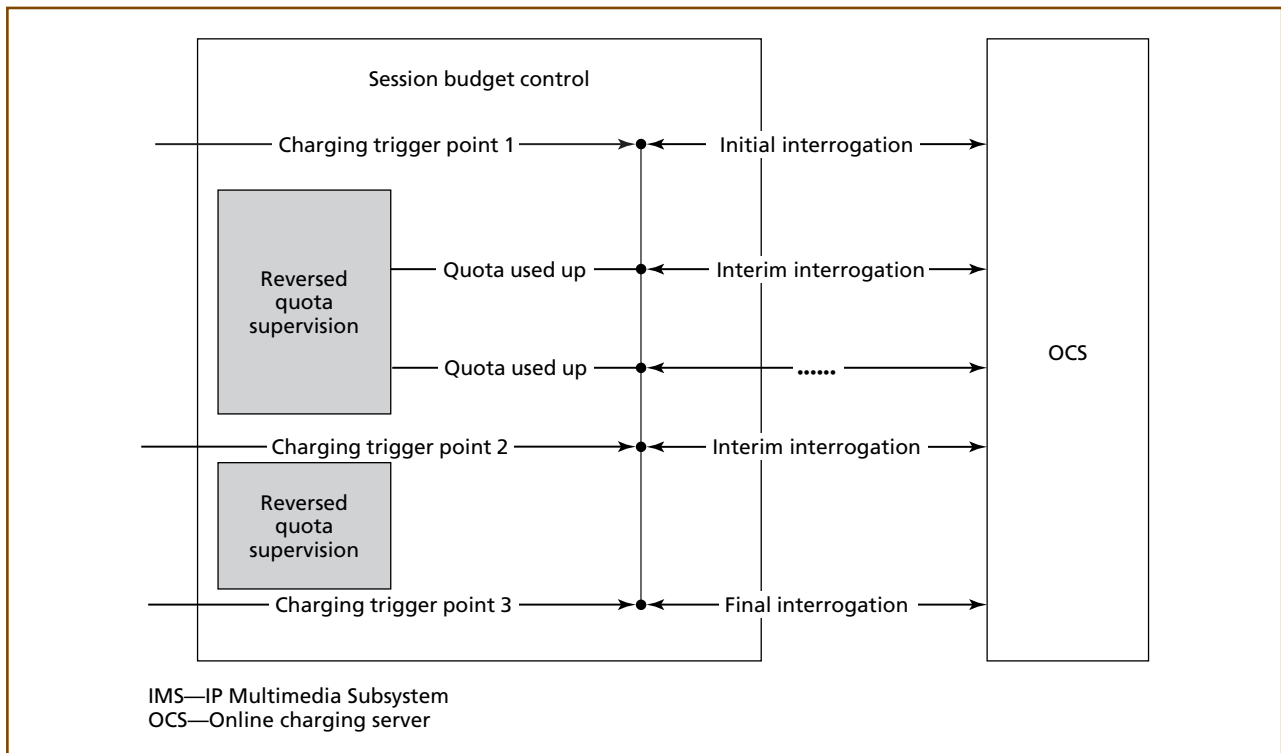 Session budget control
Charging trigger point 1
Initial interrogation
Reversed
quota
supervision
Quota used up
Interim interrogation
Quota used up
......
OCS
Charging trigger point 2
Interim interrogation
Reversed
quota
supervision
Charging trigger point 3
Final interrogation
IMS—IP Multimedia Subsystem
OCS—Online charging server